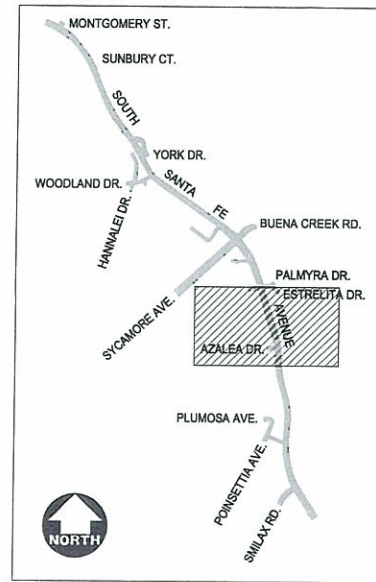 MONTGOMERY ST.
SUNBURY CT.
SOUTH
YORK DR.
SANTA
WOODLAND DR.
FE
HANNALEI DR.
BUENA CREEK RD.
PALMYRA DR.
ESTRELITA DR.
SYCAMORE AVE.
AVENUE
AZALEA DR.
PLUMOSA AVE.
POINSETTIA AVE.
SMILAX RD.
NORTH